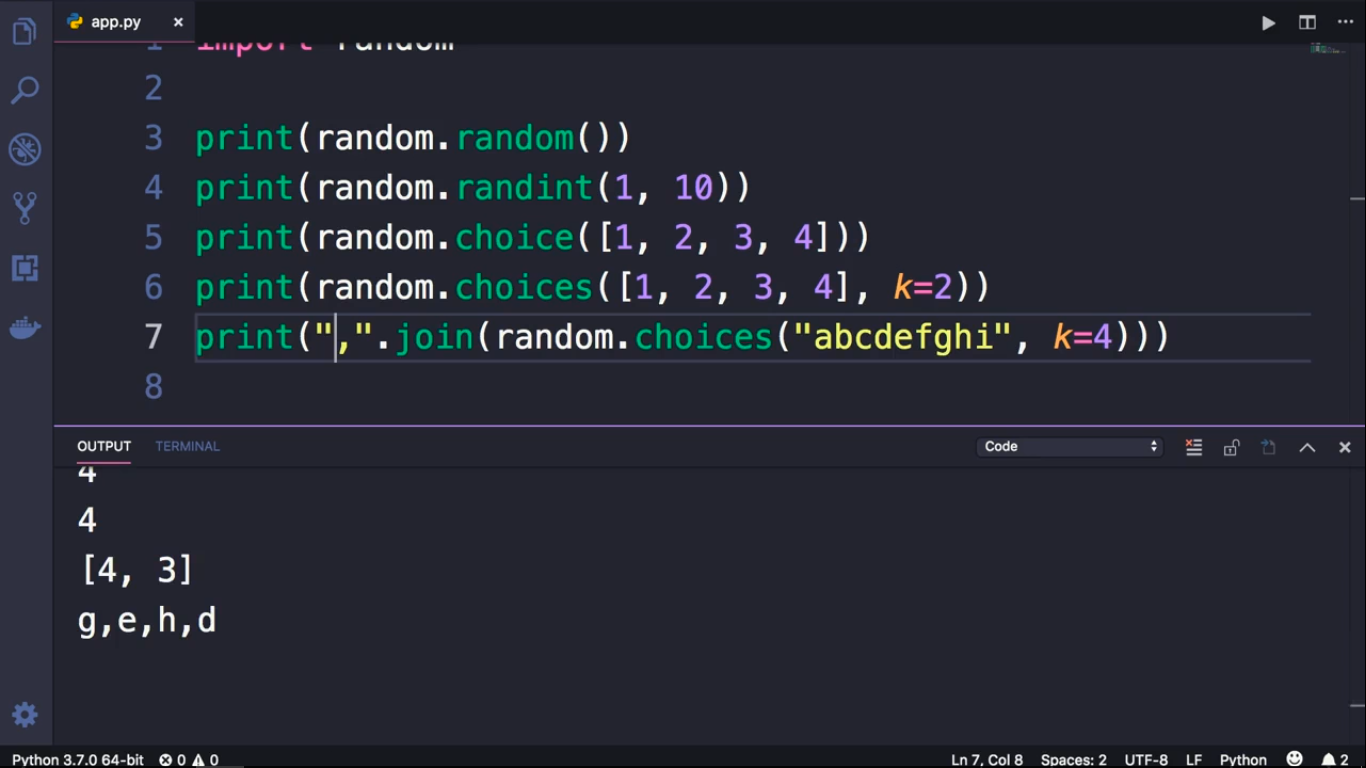 app.py
1 import random
2
3 print(random.random())
4 print(random.randint(1, 10))
5 print(random.choice([1, 2, 3, 4]))
6 print(random.choices([1, 2, 3, 4], k=2))
7 print(",".join(random.choices("abcdefghi", k=4)))
8
OUTPUT TERMINAL Code
4
4
[4, 3]
g,e,h,d
Python 3.7.0 64-bit 0 0 Ln 7, Col 8 Spaces: 2 UTF-8 LF Python 2